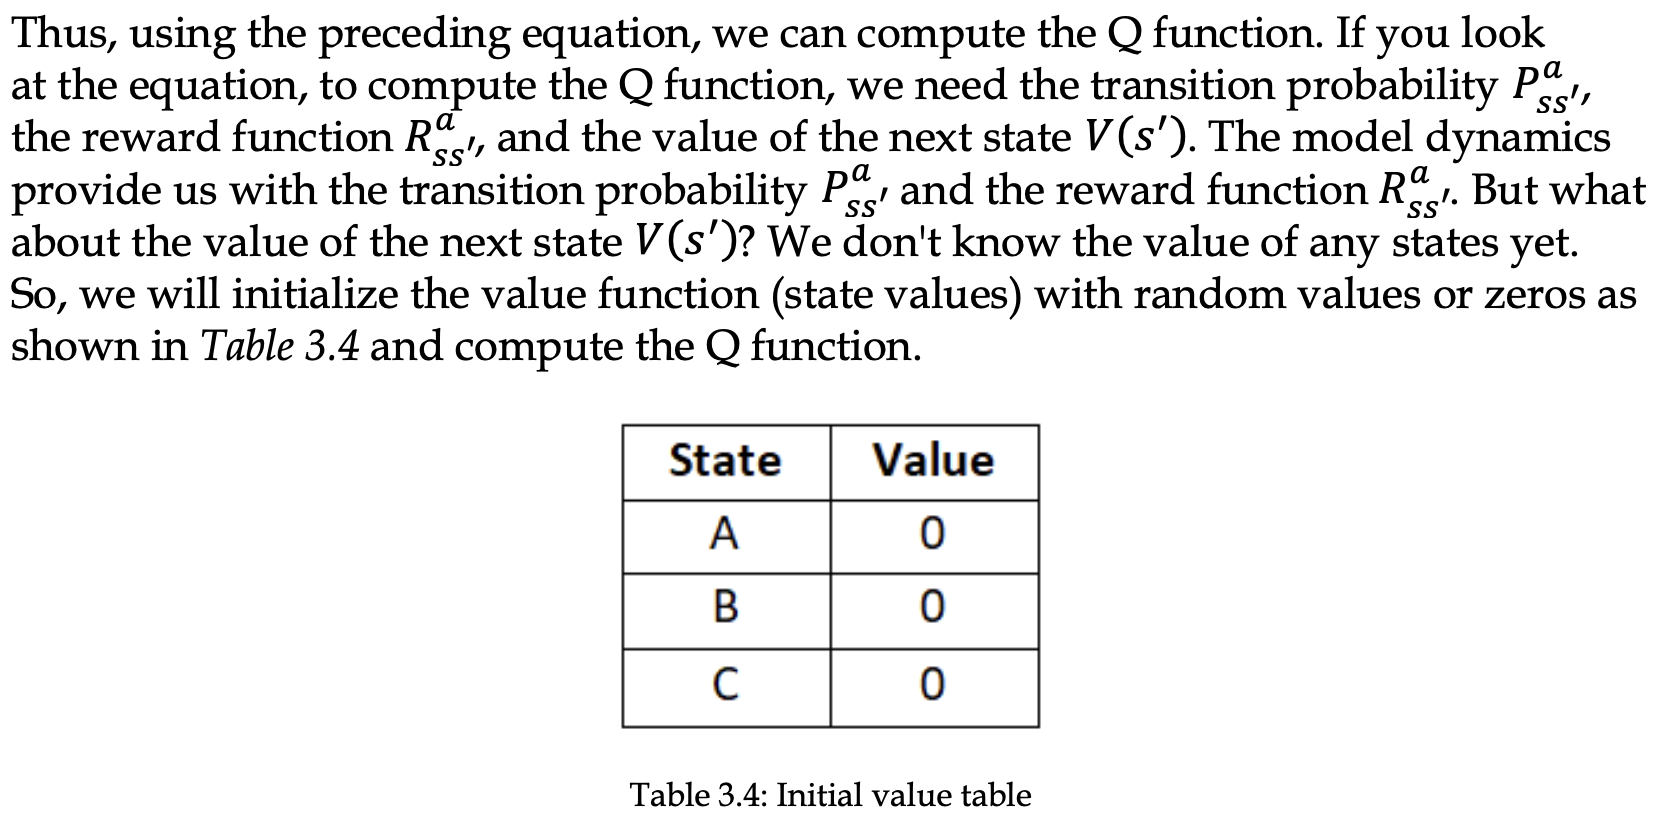 Thus, using the preceding equation, we can compute the Q function. If you look
at the equation, to compute the Q function, we need the transition probability $P^a_{ss'}$,
the reward function $R^a_{ss'}$, and the value of the next state $V(s')$. The model dynamics
provide us with the transition probability $P^a_{ss'}$ and the reward function $R^a_{ss'}$. But what
about the value of the next state $V(s')$? We don't know the value of any states yet.
So, we will initialize the value function (state values) with random values or zeros as
shown in Table 3.4 and compute the Q function.
State Value
A 0
B 0
C 0
Table 3.4: Initial value table